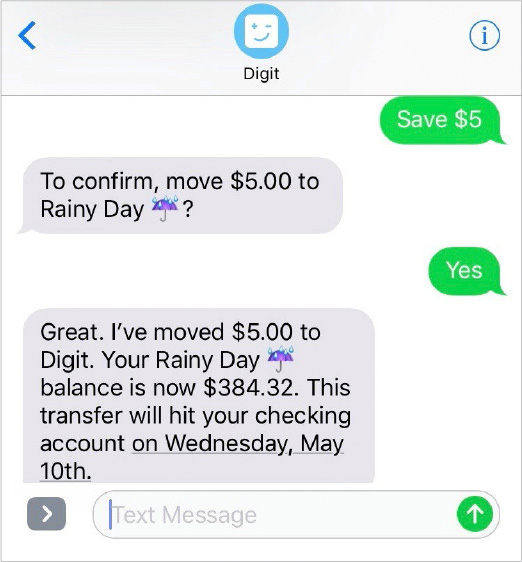 Digit
Save $5
To confirm, move $5.00 to
Rainy Day ☔?
Yes
Great. I've moved $5.00 to
Digit. Your Rainy Day ☔
balance is now $384.32. This
transfer will hit your checking
account on Wednesday, May
10th.
Text Message